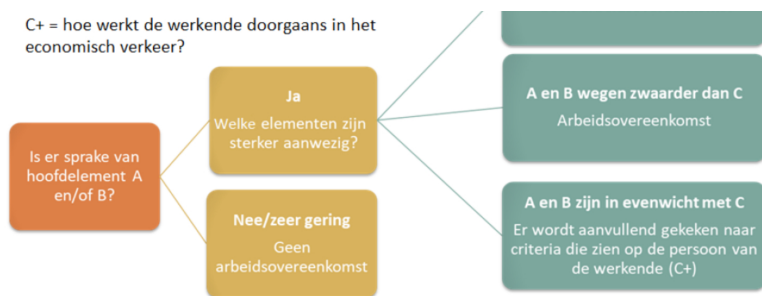 C+ = hoe werkt de werkende doorgaans in het
economisch verkeer?
Is er sprake van
hoofdelement A
en/of B?
Ja
Welke elementen zijn
sterker aanwezig?
Nee/zeer gering
Geen
arbeidsovereenkomst
A en B wegen zwaarder dan C
Arbeidsovereenkomst
A en B zijn in evenwicht met C
Er wordt aanvullend gekeken naar
criteria die zien op de persoon van
de werkende (C+)